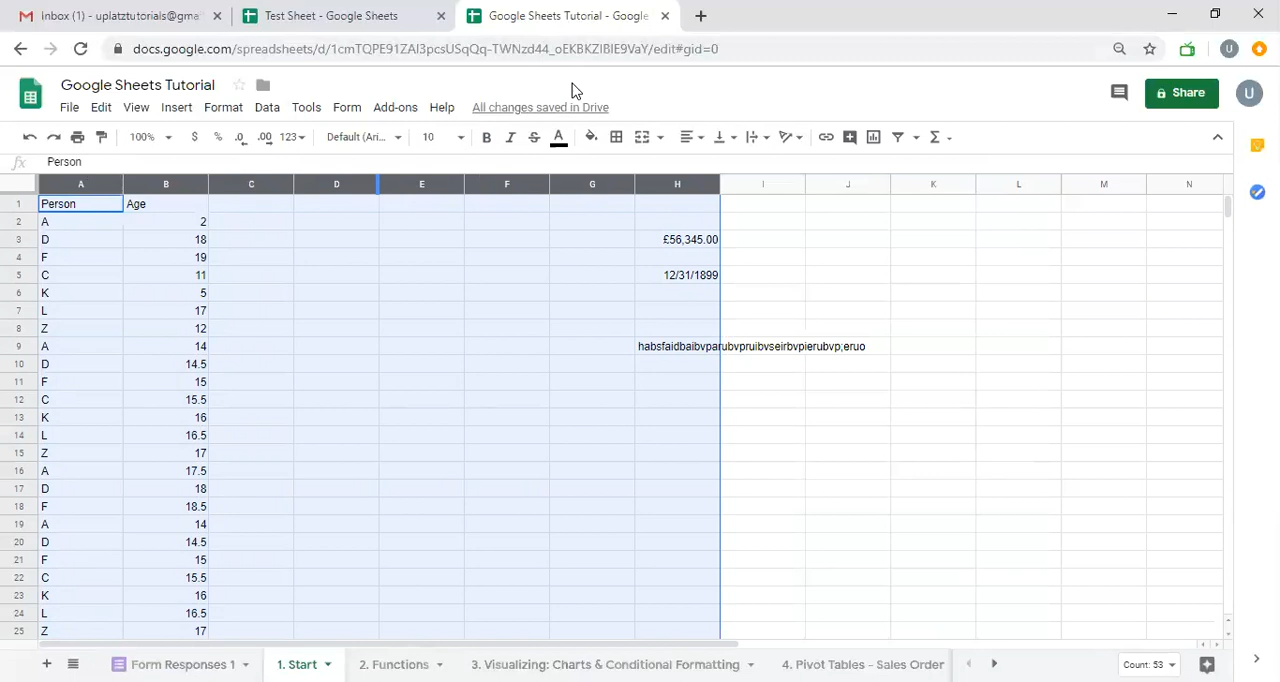 inbox (1) - uplatztutorials@gma
Test Sheet - Google Sheets
Google Sheets Tutorial - Google
docs.google.com/spreadsheets/d/1cmTQPE91ZAl3pcsUSqQq-TWNzd44_oEKBKZIBIE9VaY/edit#gid=0
U
Google Sheets Tutorial
File Edit View Insert Format Data Tools Form Add-ons Help All changes saved in Drive
Share
U
100% $ % .0 .00 123 Default (Ari... 10 B I S A
fx Person
A B C D E F G H I J K L M N
1 Person Age
2 A 2
3 D 18 £56,345.00
4 F 19
5 C 11 12/31/1899
6 K 5
7 L 17
8 Z 12
9 A 14 habsfaidbaibvparubvpruibvseirbvpierubvp;eruo
10 D 14.5
11 F 15
12 C 15.5
13 K 16
14 L 16.5
15 Z 17
16 A 17.5
17 D 18
18 F 18.5
19 A 14
20 D 14.5
21 F 15
22 C 15.5
23 K 16
24 L 16.5
25 Z 17
Form Responses 1 1. Start 2. Functions 3. Visualizing: Charts & Conditional Formatting 4. Pivot Tables - Sales Order Count: 53